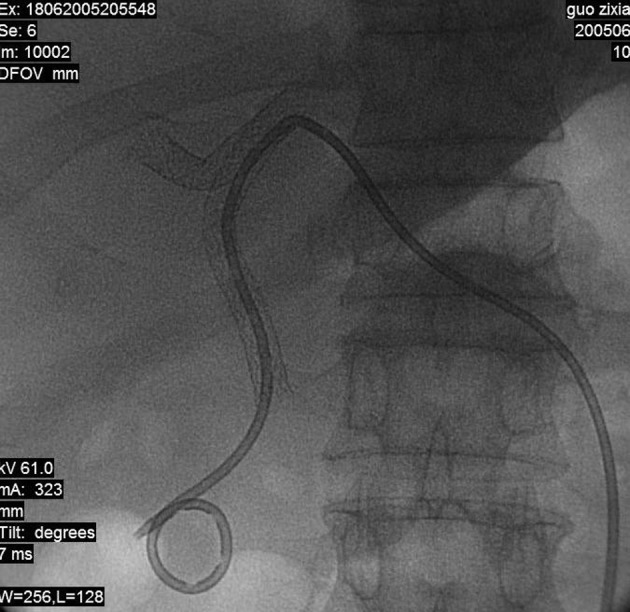 Ex: 18062005205548
Se: 6
Im: 10002
DFOV mm
guo zixia
200506
10
kV 61.0
mA: 323
mm
Tilt: degrees
7 ms
W=256,L=128